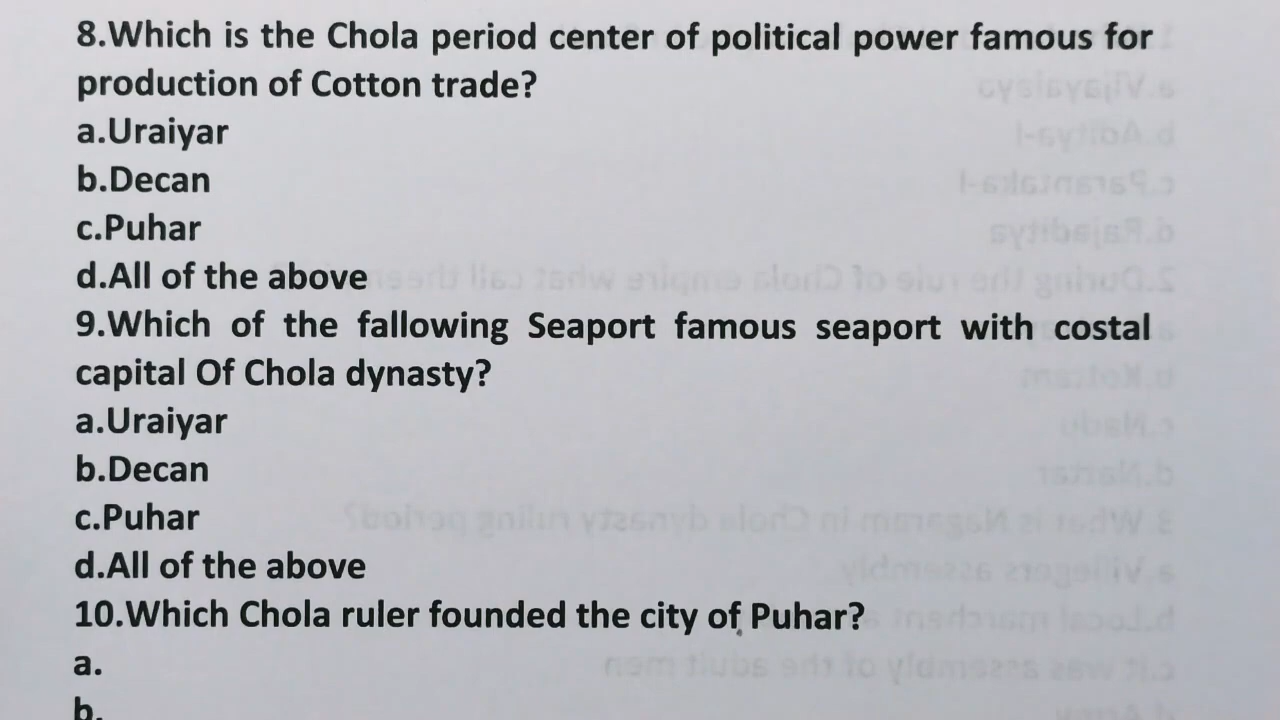 8.Which is the Chola period center of political power famous for
production of Cotton trade?
a.Uraiyar
b.Decan
c.Puhar
d.All of the above
9.Which of the fallowing Seaport famous seaport with costal
capital Of Chola dynasty?
a.Uraiyar
b.Decan
c.Puhar
d.All of the above
10.Which Chola ruler founded the city of Puhar?
a.
b.